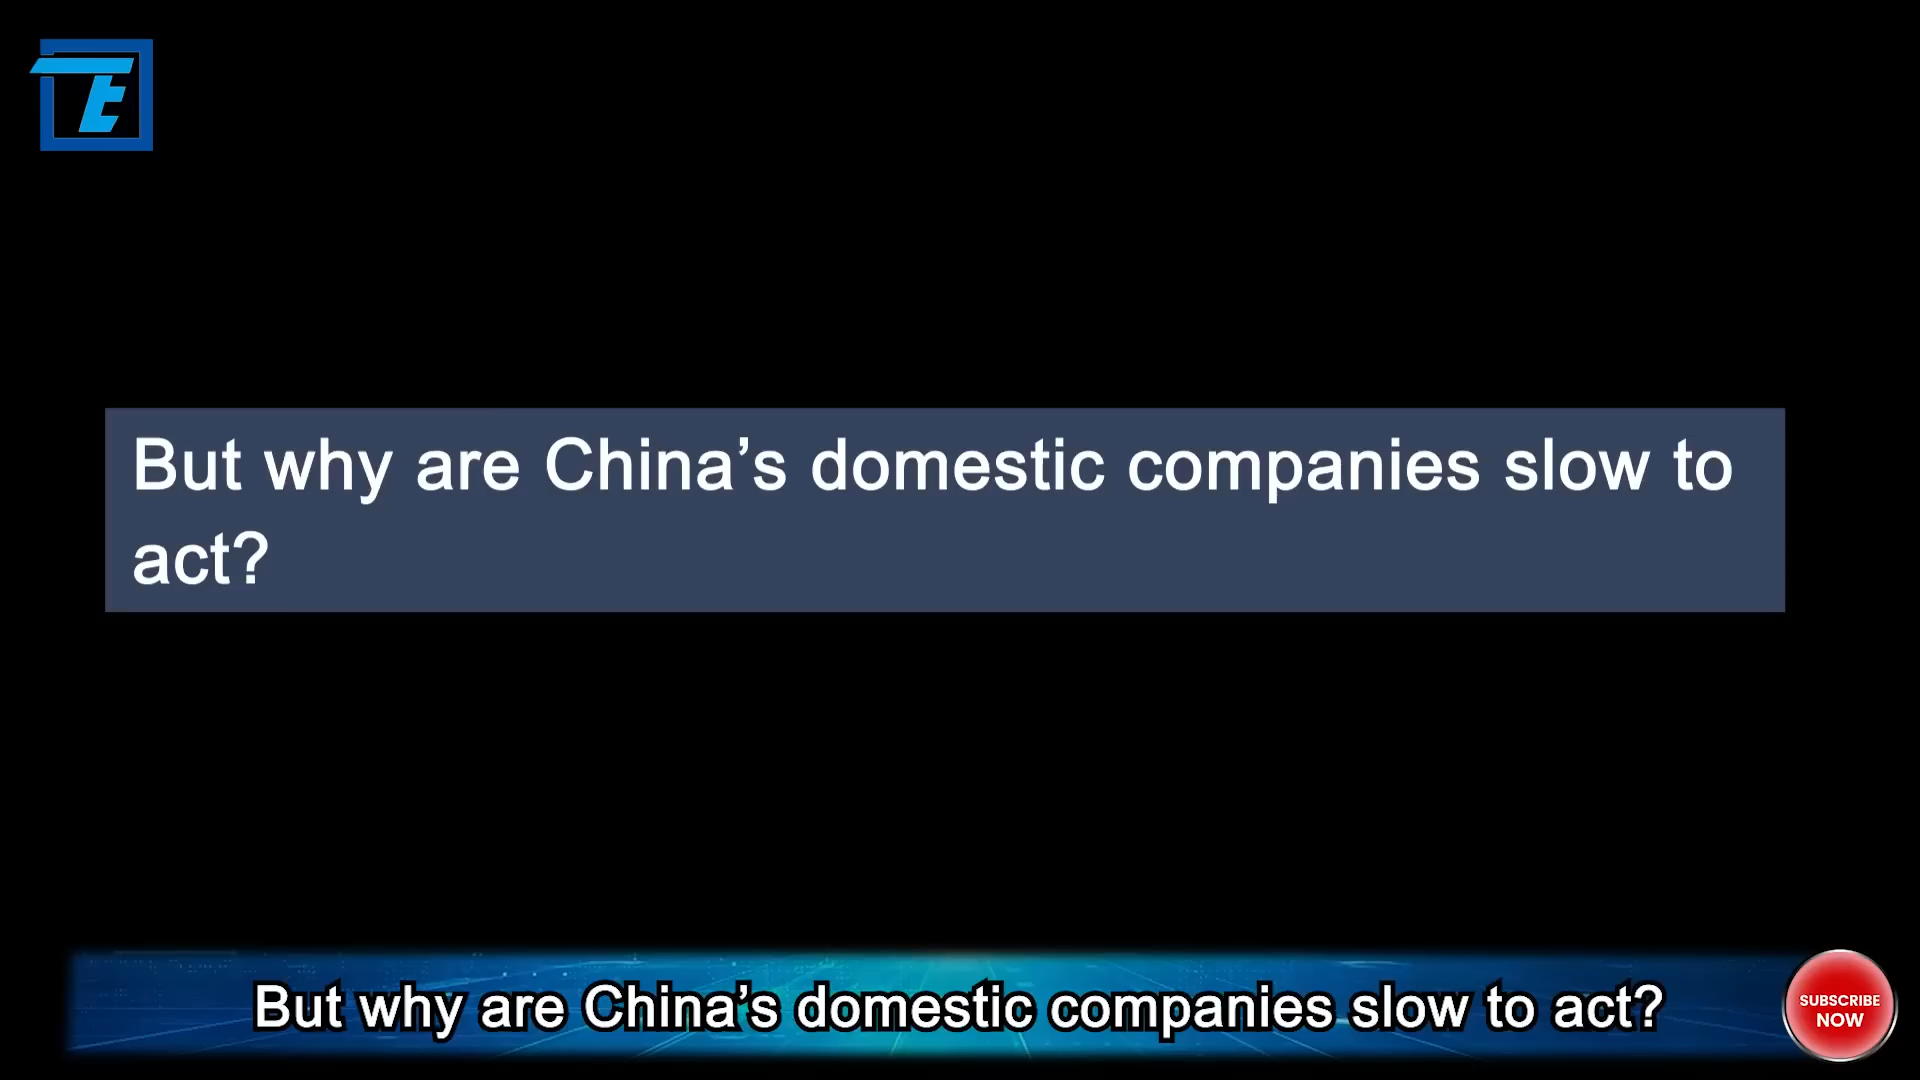 TE
But why are China’s domestic companies slow to
act?
But why are China’s domestic companies slow to act?
SUBSCRIBE
NOW